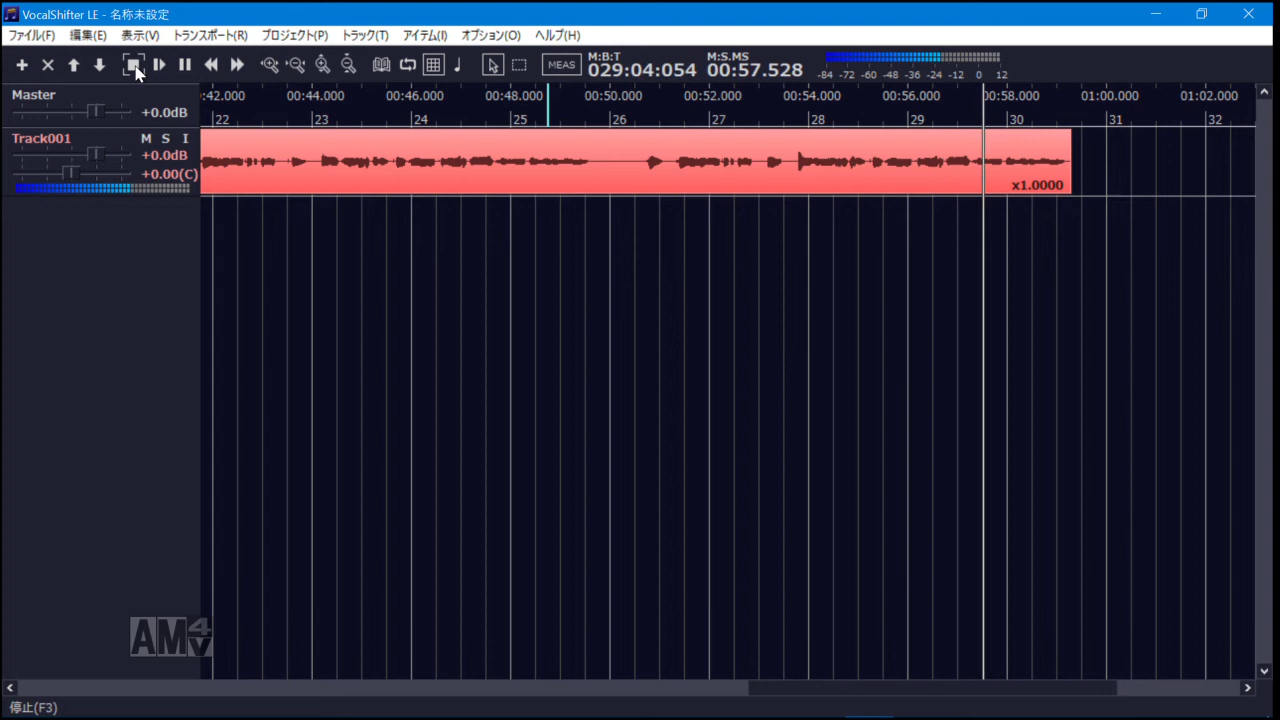 VocalShifter LE - 名称未設定
ファイル(F) 編集(E) 表示(V) トランスポート(R) プロジェクト(P) トラック(T) アイテム(I) オプション(O) ヘルプ(H)
MEAS M:B:T 029:04:054 M:S.MS 00:57.528
-84 -72 -60 -48 -36 -24 -12 0 12
Master
+0.0dB
:42.000 00:44.000 00:46.000 00:48.000 00:50.000 00:52.000 00:54.000 00:56.000 00:58.000 01:00.000 01:02.000
22 23 24 25 26 27 28 29 30 31 32
Track001 M S I
+0.0dB
+0.00(C)
x1.0000
AM4V
停止(F3)